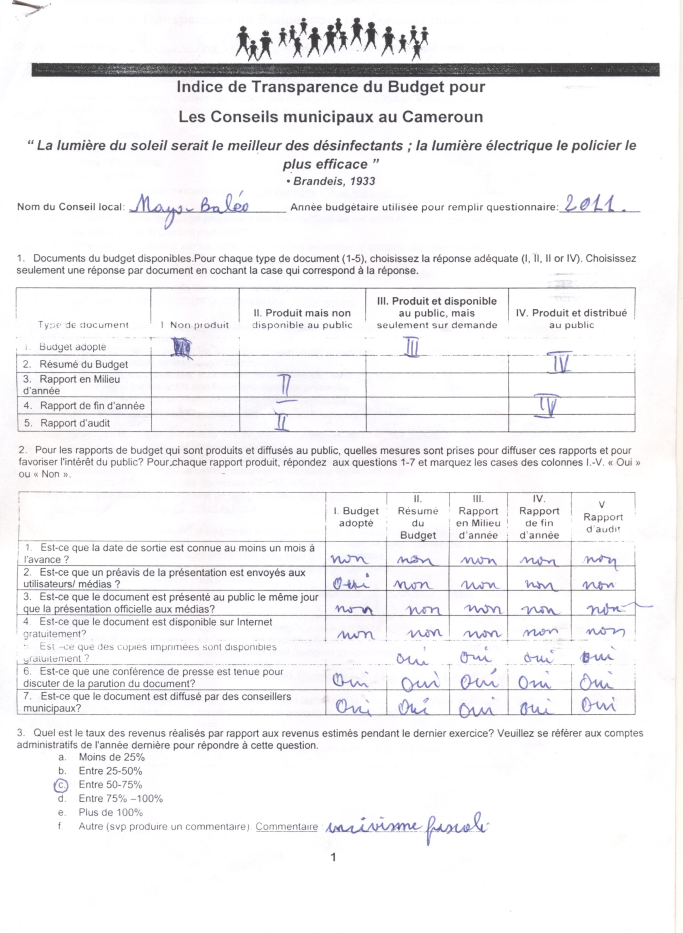 Indice de Transparence du Budget pour
Les Conseils municipaux au Cameroun
“ La lumière du soleil serait le meilleur des désinfectants ; la lumière électrique le policier le
plus efficace ”
• Brandeis, 1933
Nom du Conseil local: Mayo-Baléo Année budgétaire utilisée pour remplir questionnaire: 2011.
1. Documents du budget disponibles.Pour chaque type de document (1-5), choisissez la réponse adéquate (I, II, II or IV). Choisissez
seulement une réponse par document en cochant la case qui correspond à la réponse.
Type de document I Non produit II. Produit mais non disponible au public III. Produit et disponible au public, mais seulement sur demande IV. Produit et distribué au public
1. Budget adopté III
2. Résumé du Budget IV
3. Rapport en Milieu d'année II
4. Rapport de fin d'année IV
5. Rapport d'audit II
2. Pour les rapports de budget qui sont produits et diffusés au public, quelles mesures sont prises pour diffuser ces rapports et pour
favoriser l'intérêt du public? Pour chaque rapport produit, répondez aux questions 1-7 et marquez les cases des colonnes I.-V. « Oui »
ou « Non ».
I. Budget adopté II. Résume du Budget III. Rapport en Milieu d'année IV. Rapport de fin d'année V Rapport d'audit
1. Est-ce que la date de sortie est connue au moins un mois à l'avance ? non non non non non
2. Est-ce que un préavis de la présentation est envoyés aux utilisateurs/ médias ? Oui non non non non
3. Est-ce que le document est présenté au public le même jour que la présentation officielle aux médias? non non non non non
4. Est-ce que le document est disponible sur Internet gratuitement? non non non non non
Est -ce que des copies imprimées sont disponibles gratuitement ? oui oui oui oui
6. Est-ce que une conférence de presse est tenue pour discuter de la parution du document? Oui Oui Oui Oui Oui
7. Est-ce que le document est diffusé par des conseillers municipaux? Oui Oui oui oui Oui
3. Quel est le taux des revenus réalisés par rapport aux revenus estimés pendant le dernier exercice? Veuillez se référer aux comptes
administratifs de l'année dernière pour répondre à cette question.
a. Moins de 25%
b. Entre 25-50%
c. Entre 50-75%
d. Entre 75% –100%
e. Plus de 100%
f. Autre (svp produire un commentaire) Commentaire incivisme fiscale
1